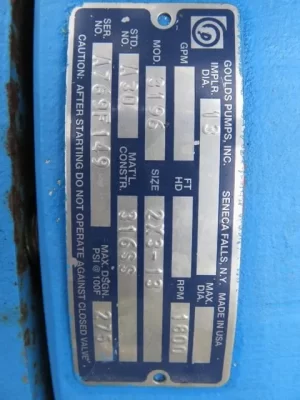 GOULDS PUMPS, INC. SENECA FALLS, N.Y. MADE IN USA
IMPLR. DIA. 13 MAX. DIA.
GPM FT HD RPM 1800
MOD. 3196 SIZE 2X3-13
STD. NO. A20 MAT'L. CONSTR. 316SS
SER. NO. MAX. DSGN. PSI @ 100F 275
CAUTION: AFTER STARTING DO NOT OPERATE AGAINST CLOSED VALVE